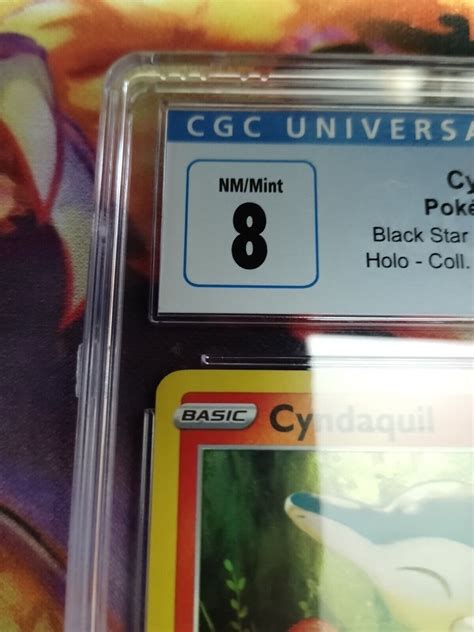 CGC UNIVERSA
NM/Mint
8
Cy
Poké
Black Star
Holo - Coll.
BASIC
Cyndaquil